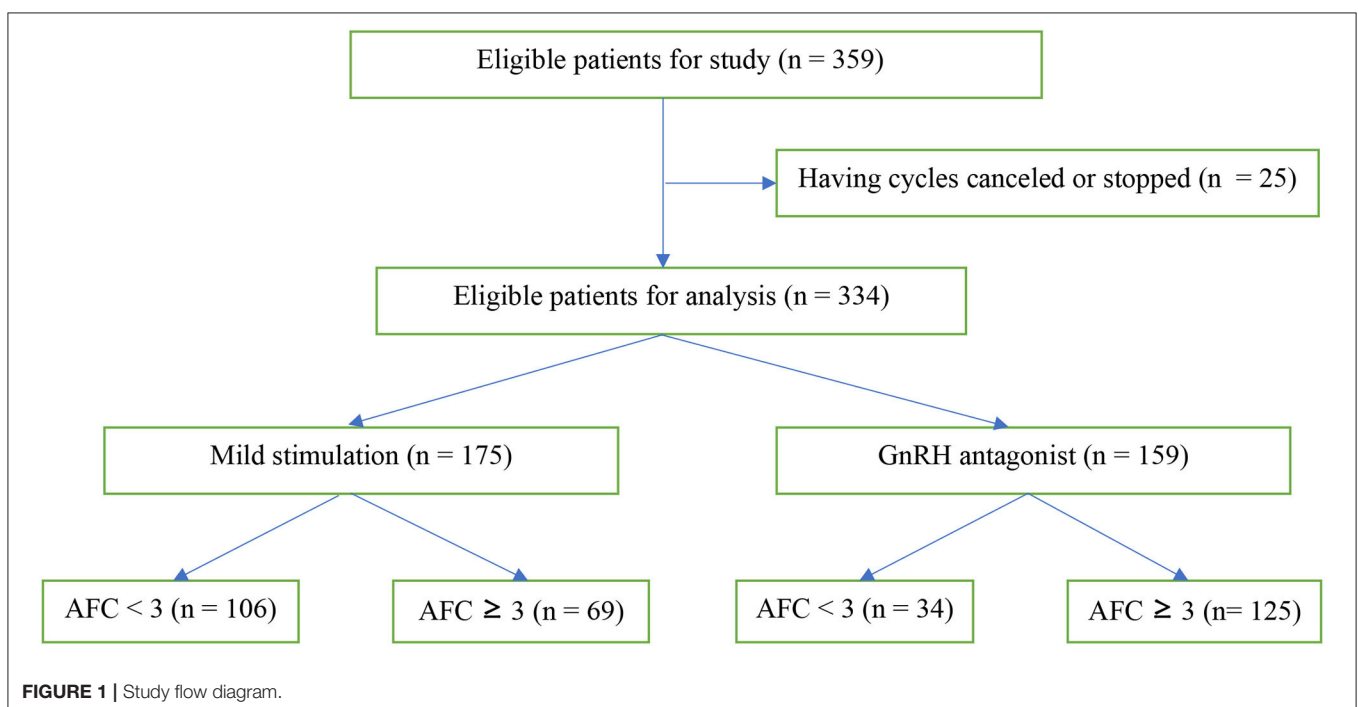 Eligible patients for study (n = 359)
Having cycles canceled or stopped (n = 25)
Eligible patients for analysis (n = 334)
Mild stimulation (n = 175)
GnRH antagonist (n = 159)
AFC < 3 (n = 106)
AFC ≥ 3 (n = 69)
AFC < 3 (n = 34)
AFC ≥ 3 (n= 125)
FIGURE 1 | Study flow diagram.